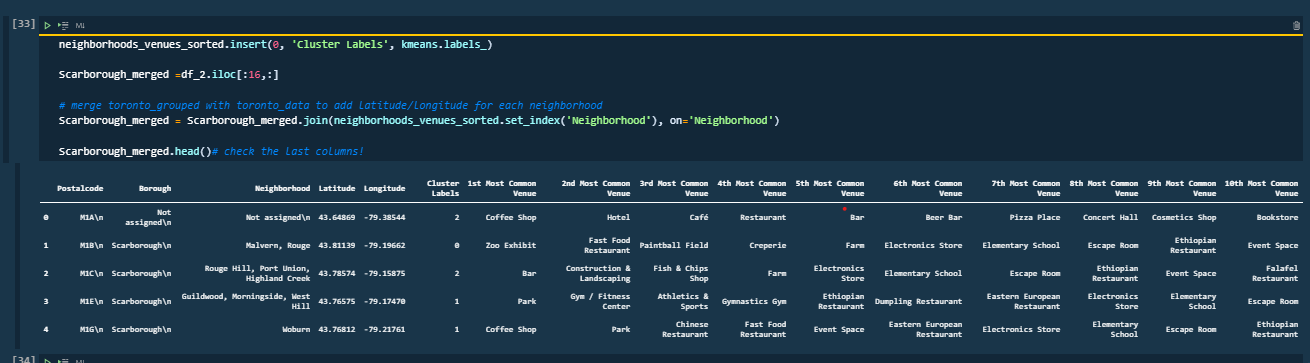 [33]
M↓
neighborhoods_venues_sorted.insert(0, 'Cluster Labels', kmeans.labels_)
Scarborough_merged =df_2.iloc[:16,:]
# merge toronto_grouped with toronto_data to add latitude/longitude for each neighborhood
Scarborough_merged = Scarborough_merged.join(neighborhoods_venues_sorted.set_index('Neighborhood'), on='Neighborhood')
Scarborough_merged.head()# check the last columns!
Postalcode Borough Neighborhood Latitude Longitude Cluster Labels 1st Most Common Venue 2nd Most Common Venue 3rd Most Common Venue 4th Most Common Venue 5th Most Common Venue 6th Most Common Venue 7th Most Common Venue 8th Most Common Venue 9th Most Common Venue 10th Most Common Venue
0 M1A\n Not assigned\n Not assigned\n 43.64869 -79.38544 2 Coffee Shop Hotel Café Restaurant Bar Beer Bar Pizza Place Concert Hall Cosmetics Shop Bookstore
1 M1B\n Scarborough\n Malvern, Rouge 43.81139 -79.19662 0 Zoo Exhibit Fast Food Restaurant Paintball Field Creperie Farm Electronics Store Elementary School Escape Room Ethiopian Restaurant Event Space
2 M1C\n Scarborough\n Rouge Hill, Port Union, Highland Creek 43.78574 -79.15875 2 Bar Construction & Landscaping Fish & Chips Shop Farm Electronics Store Elementary School Escape Room Ethiopian Restaurant Event Space Falafel Restaurant
3 M1E\n Scarborough\n Guildwood, Morningside, West Hill 43.76575 -79.17470 1 Park Gym / Fitness Center Athletics & Sports Gymnastics Gym Ethiopian Restaurant Dumpling Restaurant Eastern European Restaurant Electronics Store Elementary School Escape Room
4 M1G\n Scarborough\n Woburn 43.76812 -79.21761 1 Coffee Shop Park Chinese Restaurant Fast Food Restaurant Event Space Eastern European Restaurant Electronics Store Elementary School Escape Room Ethiopian Restaurant
[34]
M↓